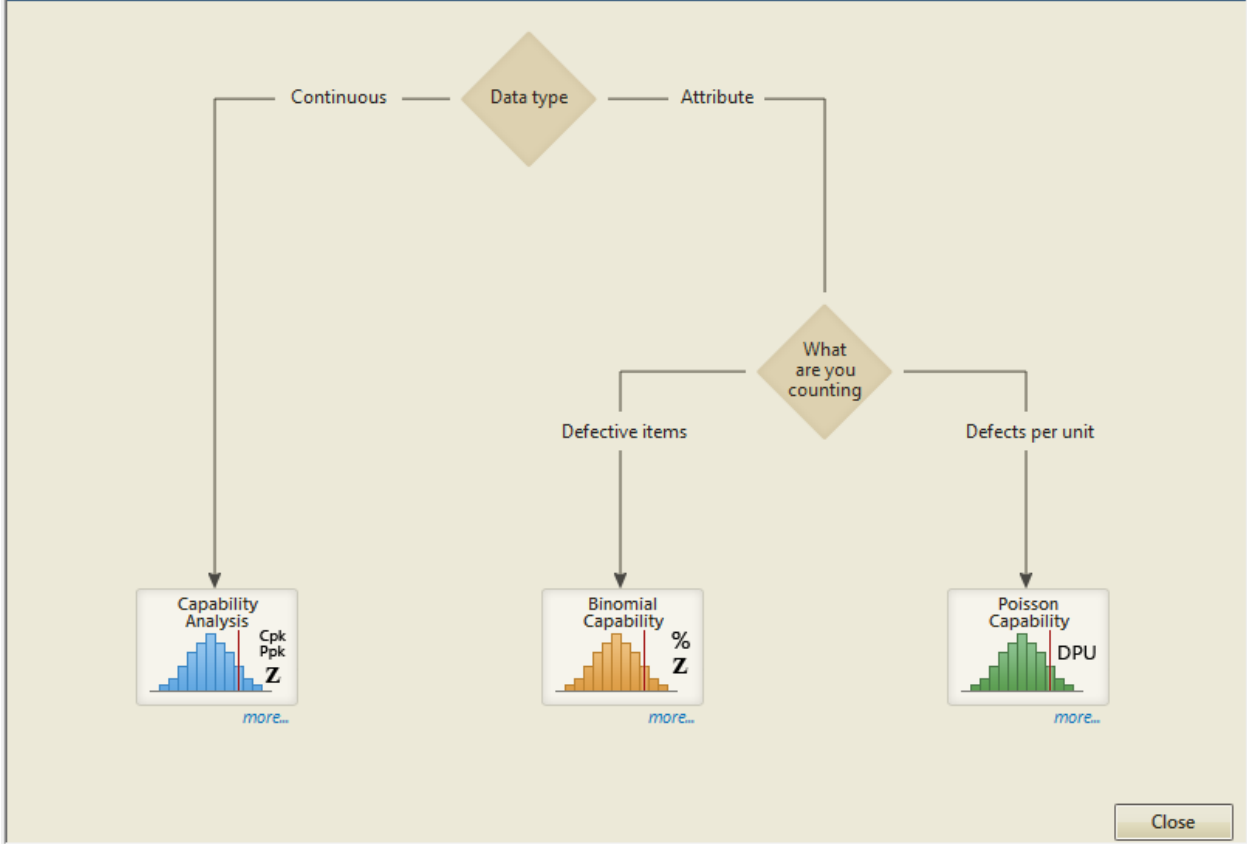 Continuous
Data type
Attribute
What
are you
counting
Defective items
Defects per unit
Capability
Analysis
Cpk
Ppk
Z
more...
Binomial
Capability
%
Z
more...
Poisson
Capability
DPU
more...
Close